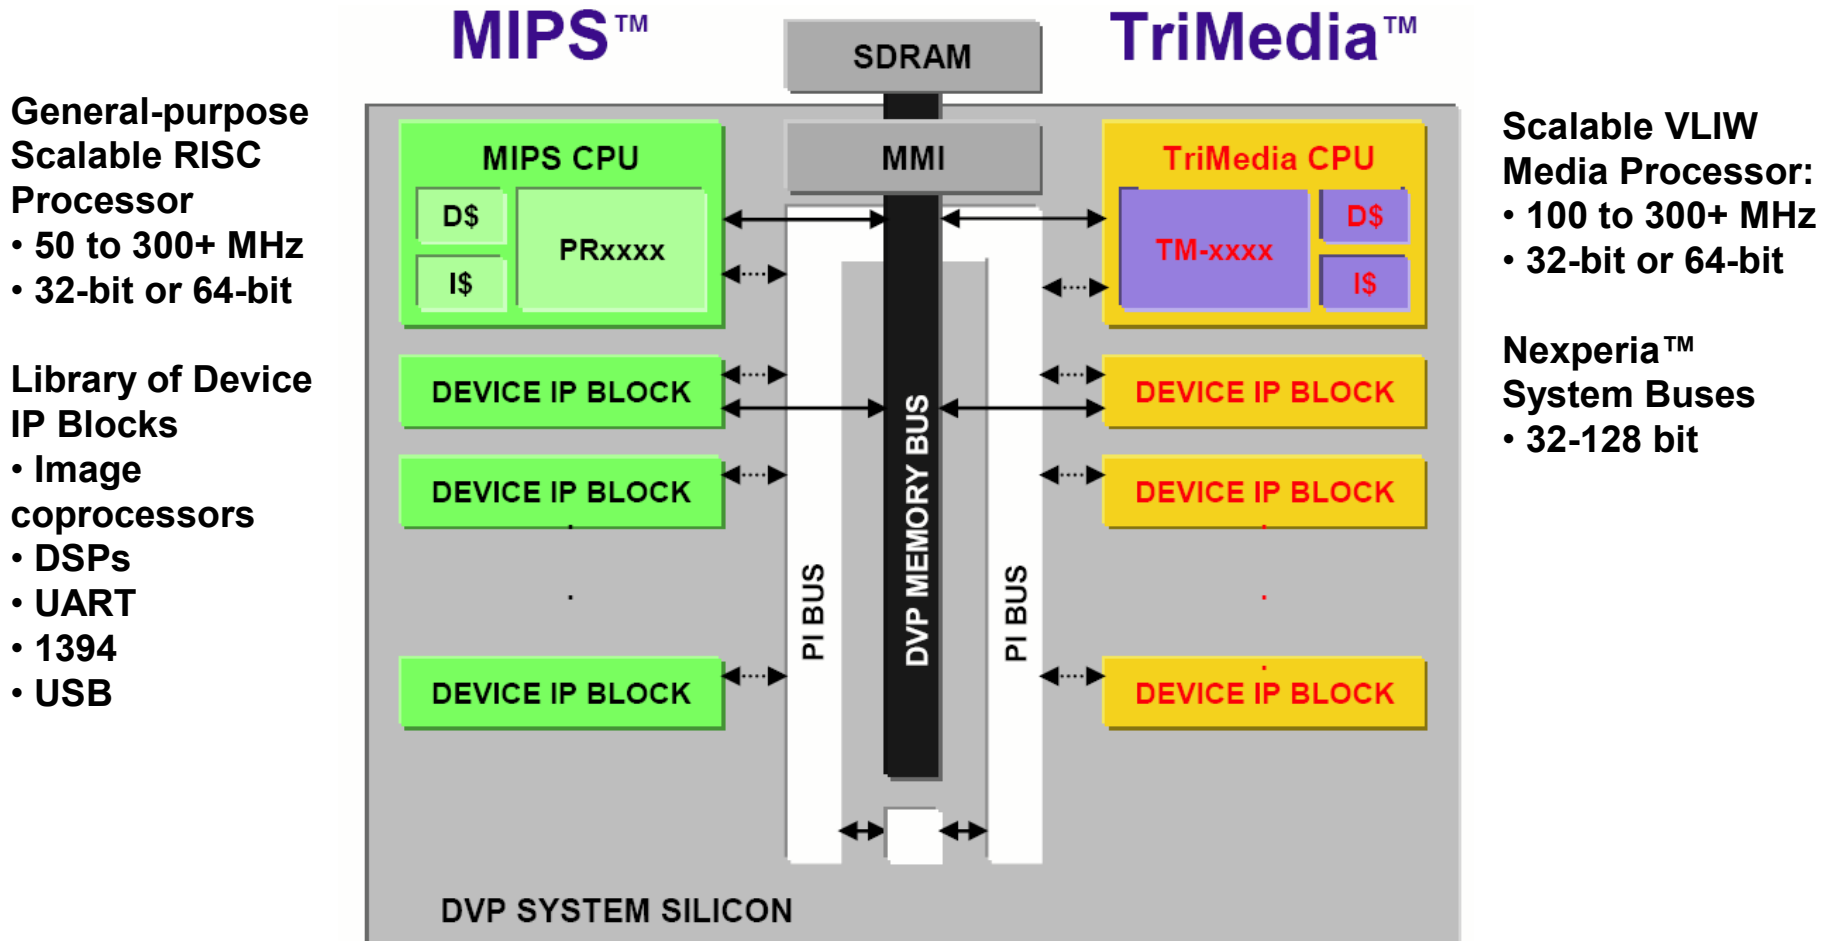 MIPS™
TriMedia™
SDRAM
General-purpose
Scalable RISC
Processor
• 50 to 300+ MHz
• 32-bit or 64-bit
Library of Device
IP Blocks
• Image
coprocessors
• DSPs
• UART
• 1394
• USB
MIPS CPU
D$
I$
PRxxxx
DEVICE IP BLOCK
DEVICE IP BLOCK
DEVICE IP BLOCK
MMI
PI BUS
DVP MEMORY BUS
PI BUS
TriMedia CPU
TM-xxxx
D$
I$
DEVICE IP BLOCK
DEVICE IP BLOCK
DEVICE IP BLOCK
DVP SYSTEM SILICON
Scalable VLIW
Media Processor:
• 100 to 300+ MHz
• 32-bit or 64-bit
Nexperia™
System Buses
• 32-128 bit